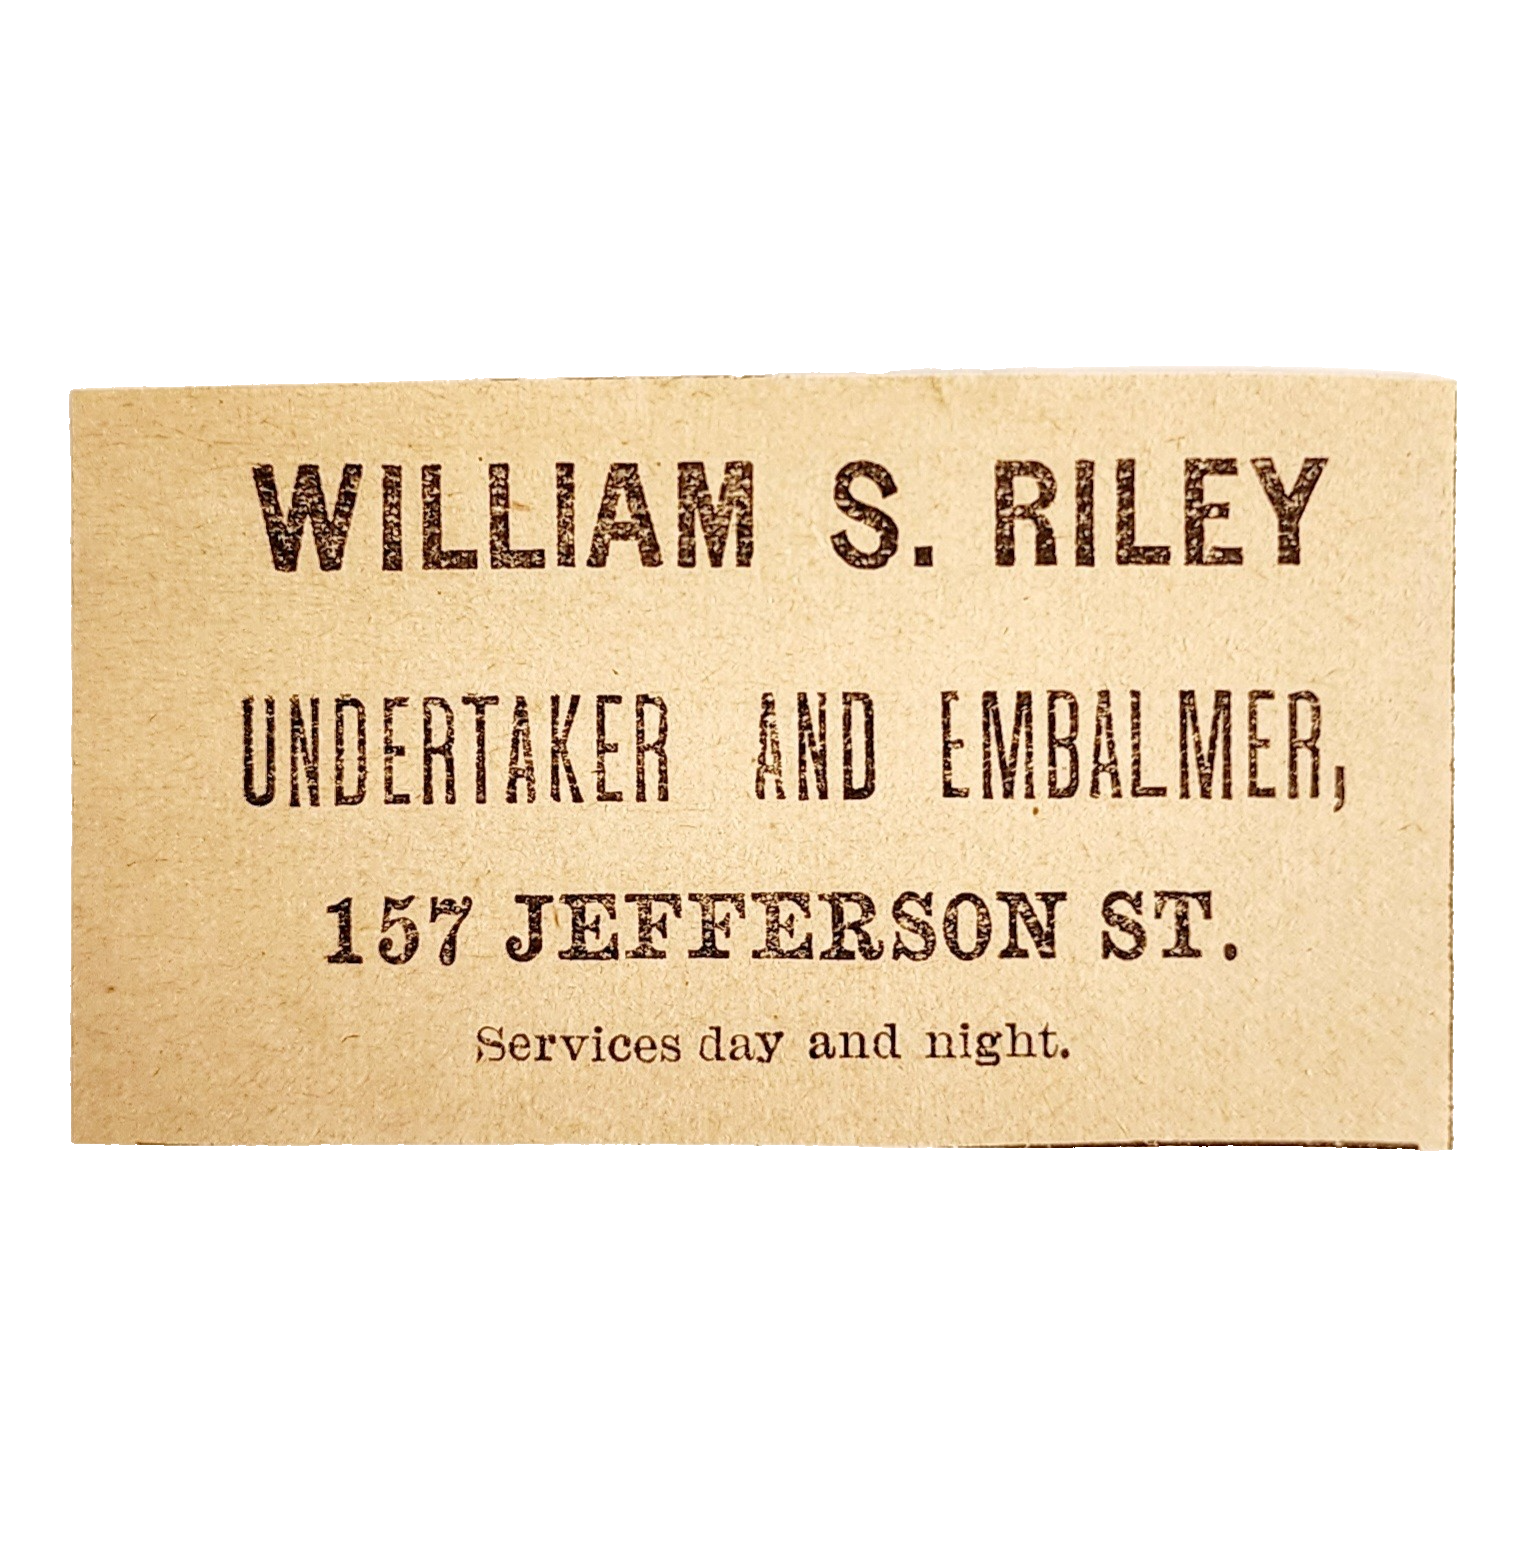 WILLIAM S. RILEY
UNDERTAKER AND EMBALMER,
157 JEFFERSON ST.
Services day and night.